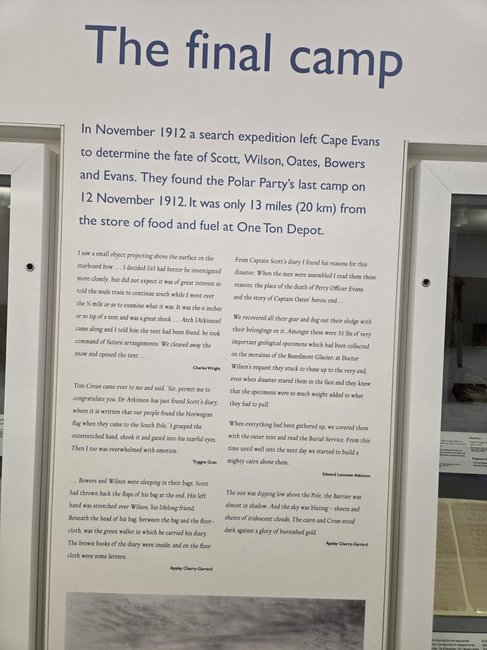 The final camp
In November 1912 a search expedition left Cape Evans
to determine the fate of Scott, Wilson, Oates, Bowers
and Evans. They found the Polar Party's last camp on
12 November 1912. It was only 13 miles (20 km) from
the store of food and fuel at One Ton Depot.
I saw a small object projecting above the surface on the
starboard bow ... I decided [it] had better be investigated
more closely, but did not expect it was of great interest so
told the mule train to continue south while I went over
the ¾ mile or so to examine what it was. It was the 6 inches
or so tip of a tent and was a great shock ... Atch [Atkinson]
came along and I told him the tent had been found, he took
command of future arrangements. We cleared away the
snow and opened the tent ...
Charles Wright
Tom Crean came over to me and said, 'Sir, permit me to
congratulate you. Dr Atkinson has just found Scott's diary,
where it is written that our people found the Norwegian
flag when they came to the South Pole.' I grasped the
outstretched hand, shook it and gazed into his tearful eyes.
Then I too was overwhelmed with emotion.
Tryggve Gran
... Bowers and Wilson were sleeping in their bags. Scott
had thrown back the flaps of his bag at the end. His left
hand was stretched over Wilson, his lifelong friend.
Beneath the head of his bag, between the bag and the floor-
cloth, was the green wallet in which he carried his diary.
The brown books of the diary were inside: and on the floor
cloth were some letters.
Apsley Cherry-Garrard
From Captain Scott's diary I found his reasons for this
disaster. When the men were assembled I read them those
reasons, the place of the death of Petty Officer Evans,
and the story of Captain Oates' heroic end...
We recovered all their gear and dug out their sledge with
their belongings on it. Amongst these were 35 lbs of very
important geological specimens which had been collected
on the moraines of the Beardmore Glacier; at Doctor
Wilson's request they stuck to these up to the very end,
even when disaster stared them in the face and they knew
that the specimens were so much weight added to what
they had to pull.
When everything had been gathered up, we covered them
with the outer tent and read the Burial Service. From this
time until well into the next day we started to build a
mighty cairn above them.
Edward Leicester Atkinson
The sun was dipping low above the Pole, the Barrier was
almost in shadow. And the sky was blazing – sheets and
sheets of iridescent clouds. The cairn and Cross stood
dark against a glory of burnished gold.
Apsley Cherry-Garrard